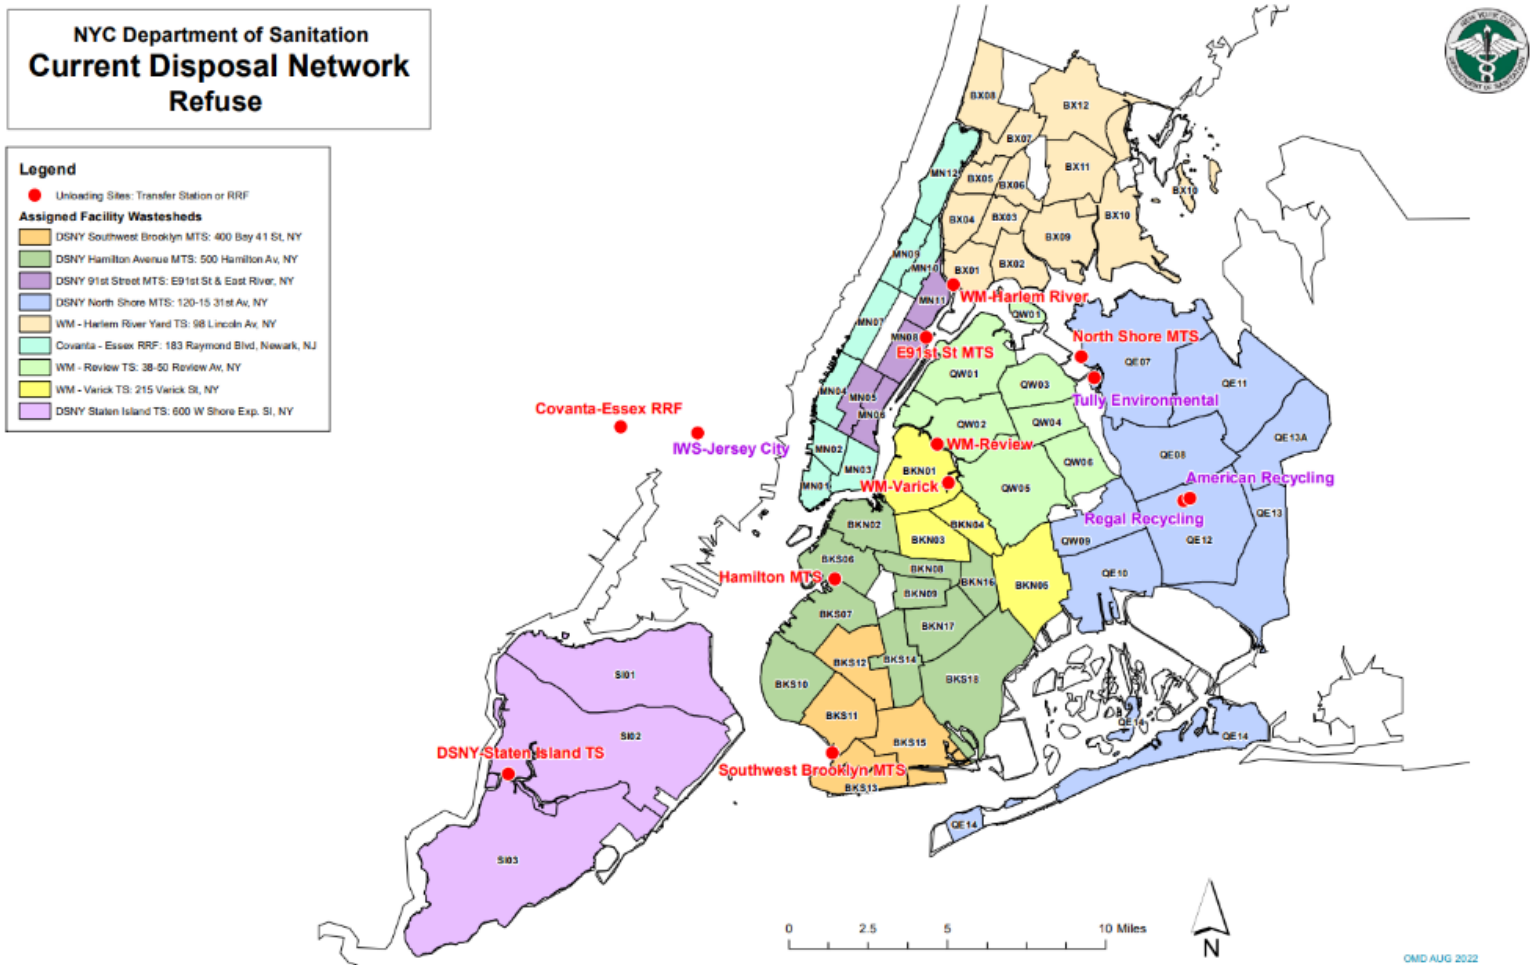 NYC Department of Sanitation
Current Disposal Network
Refuse
Legend
Unloading Sites: Transfer Station or RRF
Assigned Facility Wastesheds
DSNY Southwest Brooklyn MTS: 400 Bay 41 St, NY
DSNY Hamilton Avenue MTS: 500 Hamilton Av, NY
DSNY 91st Street MTS: E91st St & East River, NY
DSNY North Shore MTS: 120-15 31st Av, NY
WM - Harlem River Yard TS: 98 Lincoln Av, NY
Covanta - Essex RRF: 183 Raymond Blvd, Newark, NJ
WM - Review TS: 38-50 Review Av, NY
WM - Varick TS: 215 Varick St, NY
DSNY Staten Island TS: 600 W Shore Exp. SI, NY
NEW YORK CITY
DEPARTMENT OF SANITATION
BX08
BX12
BX07
BX11
MN12
BX05
BX06
BX10
BX10
BX04
BX03
BX09
MN09
MN10
BX01
BX02
MN11
WM-Harlem River
QW01
MN07
MN08
E91st St MTS
North Shore MTS
QE07
QW01
QW03
QE11
MN04
MN05
MN06
Tully Environmental
Covanta-Essex RRF
IWS-Jersey City
QW02
QW04
QE13A
MN02
WM-Review
MN03
BKN01
QW06
QE08
MN01
WM-Varick
QW05
American Recycling
Regal Recycling
QE13
BKN02
BKN04
BKN03
QW09
QE12
BKS06
Hamilton MTS
BKN08
BKN16
BKN05
QE10
BKN09
BKS07
BKN17
BKS12
BKS14
BKS10
BKS18
SI01
BKS11
SI02
BKS15
QE14
QE14
DSNY-Staten Island TS
Southwest Brooklyn MTS
BKS13
QE14
SI03
0 2.5 5 10 Miles
N
OMD AUG 2022